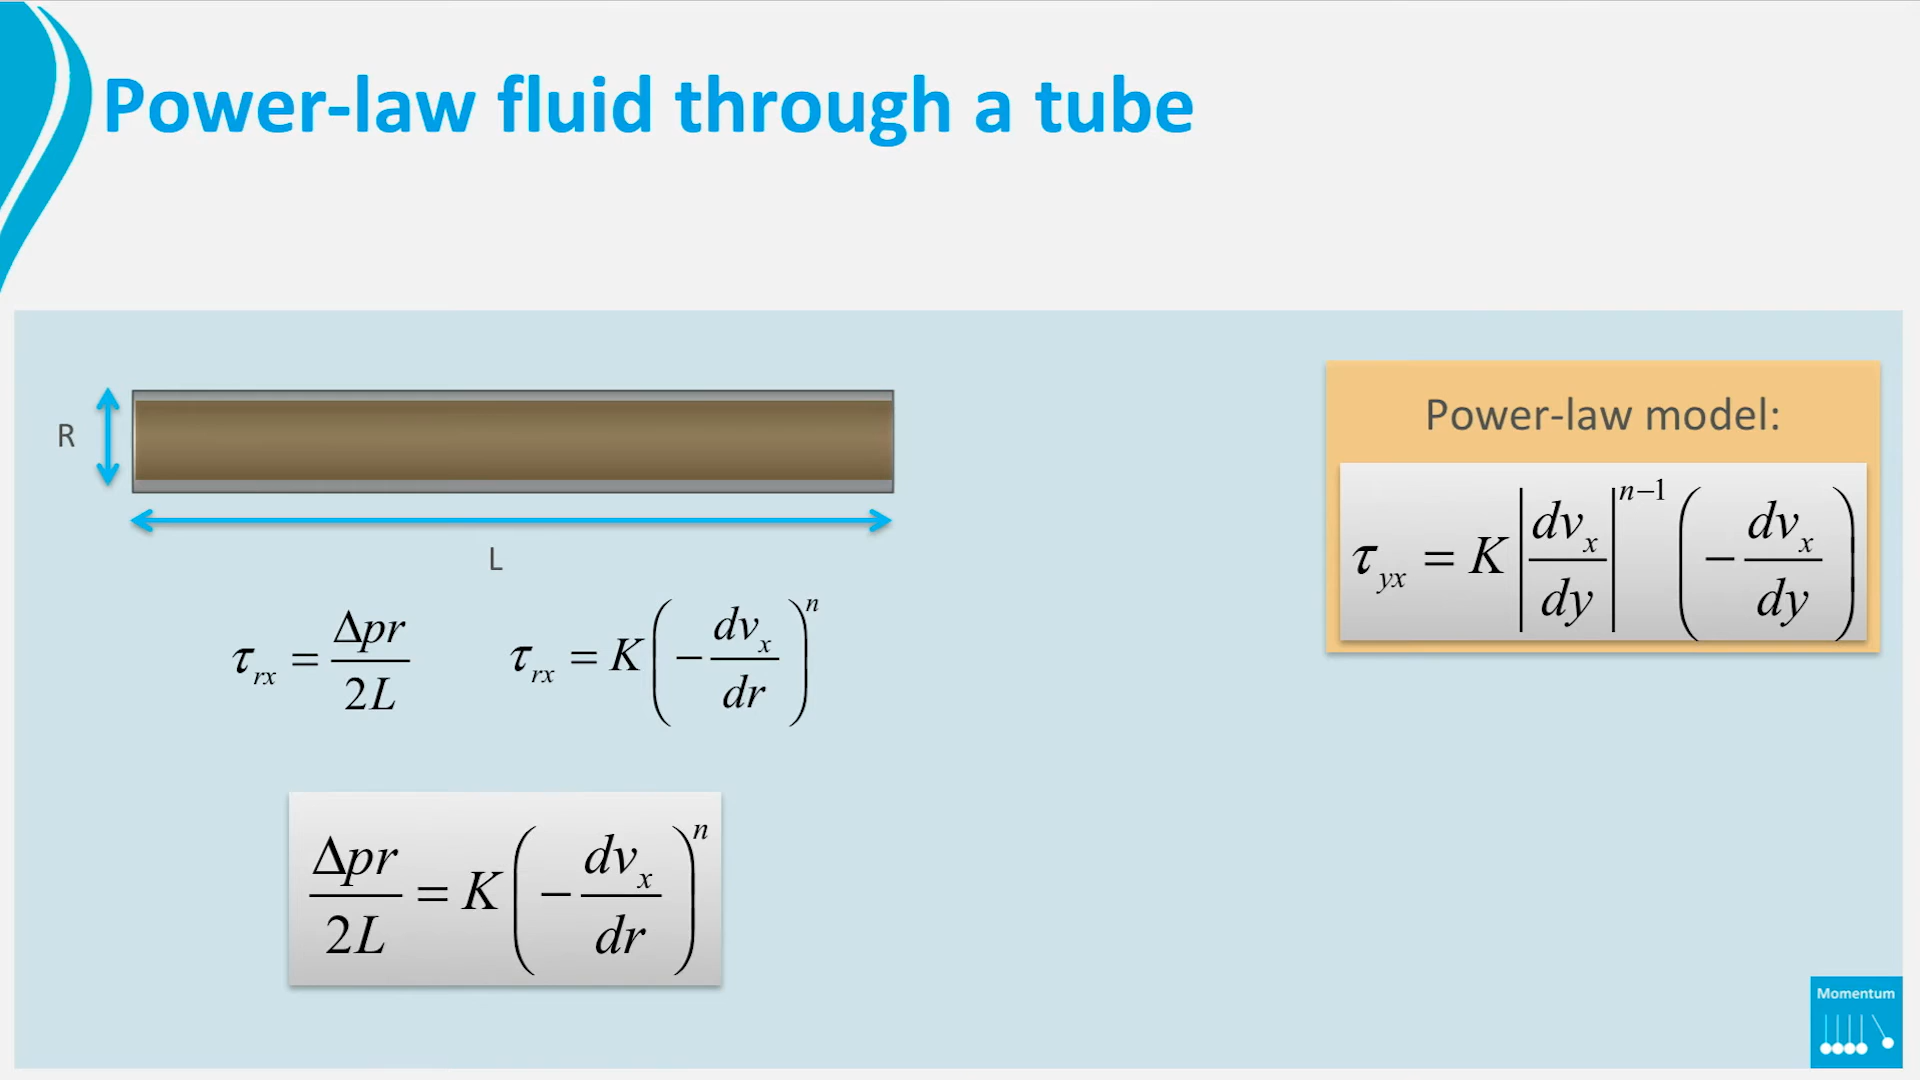 Power-law fluid through a tube
R
L
Power-law model:
τ_yx = K |dv_x/dy|^(n−1) (−dv_x/dy)
τ_rx = Δpr/2L
τ_rx = K (−dv_x/dr)^n
Δpr/2L = K (−dv_x/dr)^n
Momentum